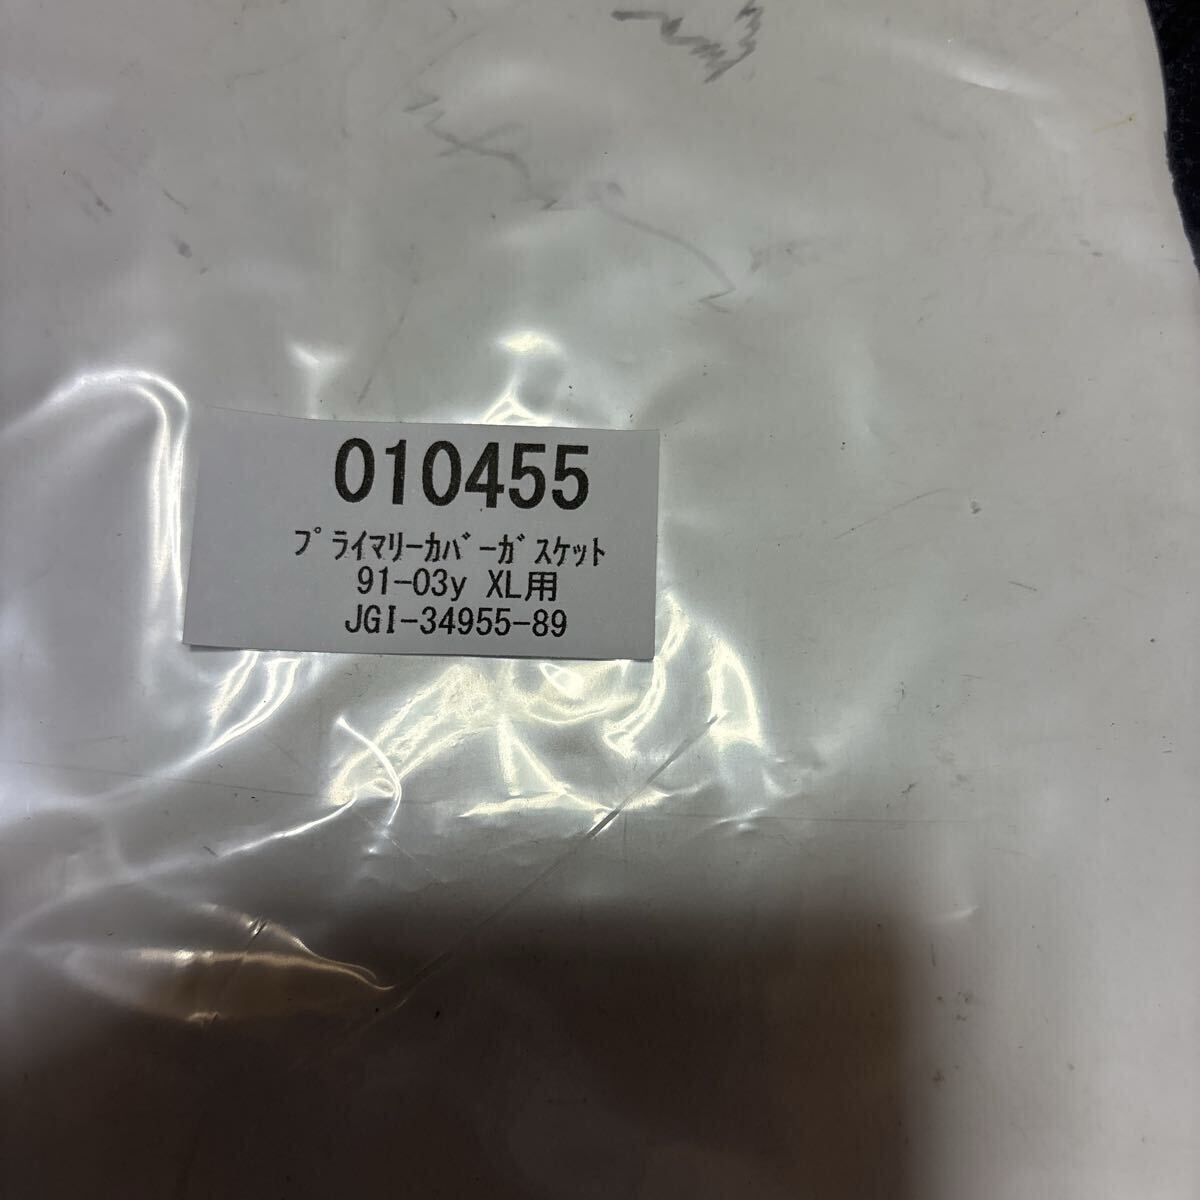 010455
ﾌﾟﾗｲﾏﾘｰｶﾊﾞｰｶﾞｽｹｯﾄ
91-03y XL用
JGI-34955-89